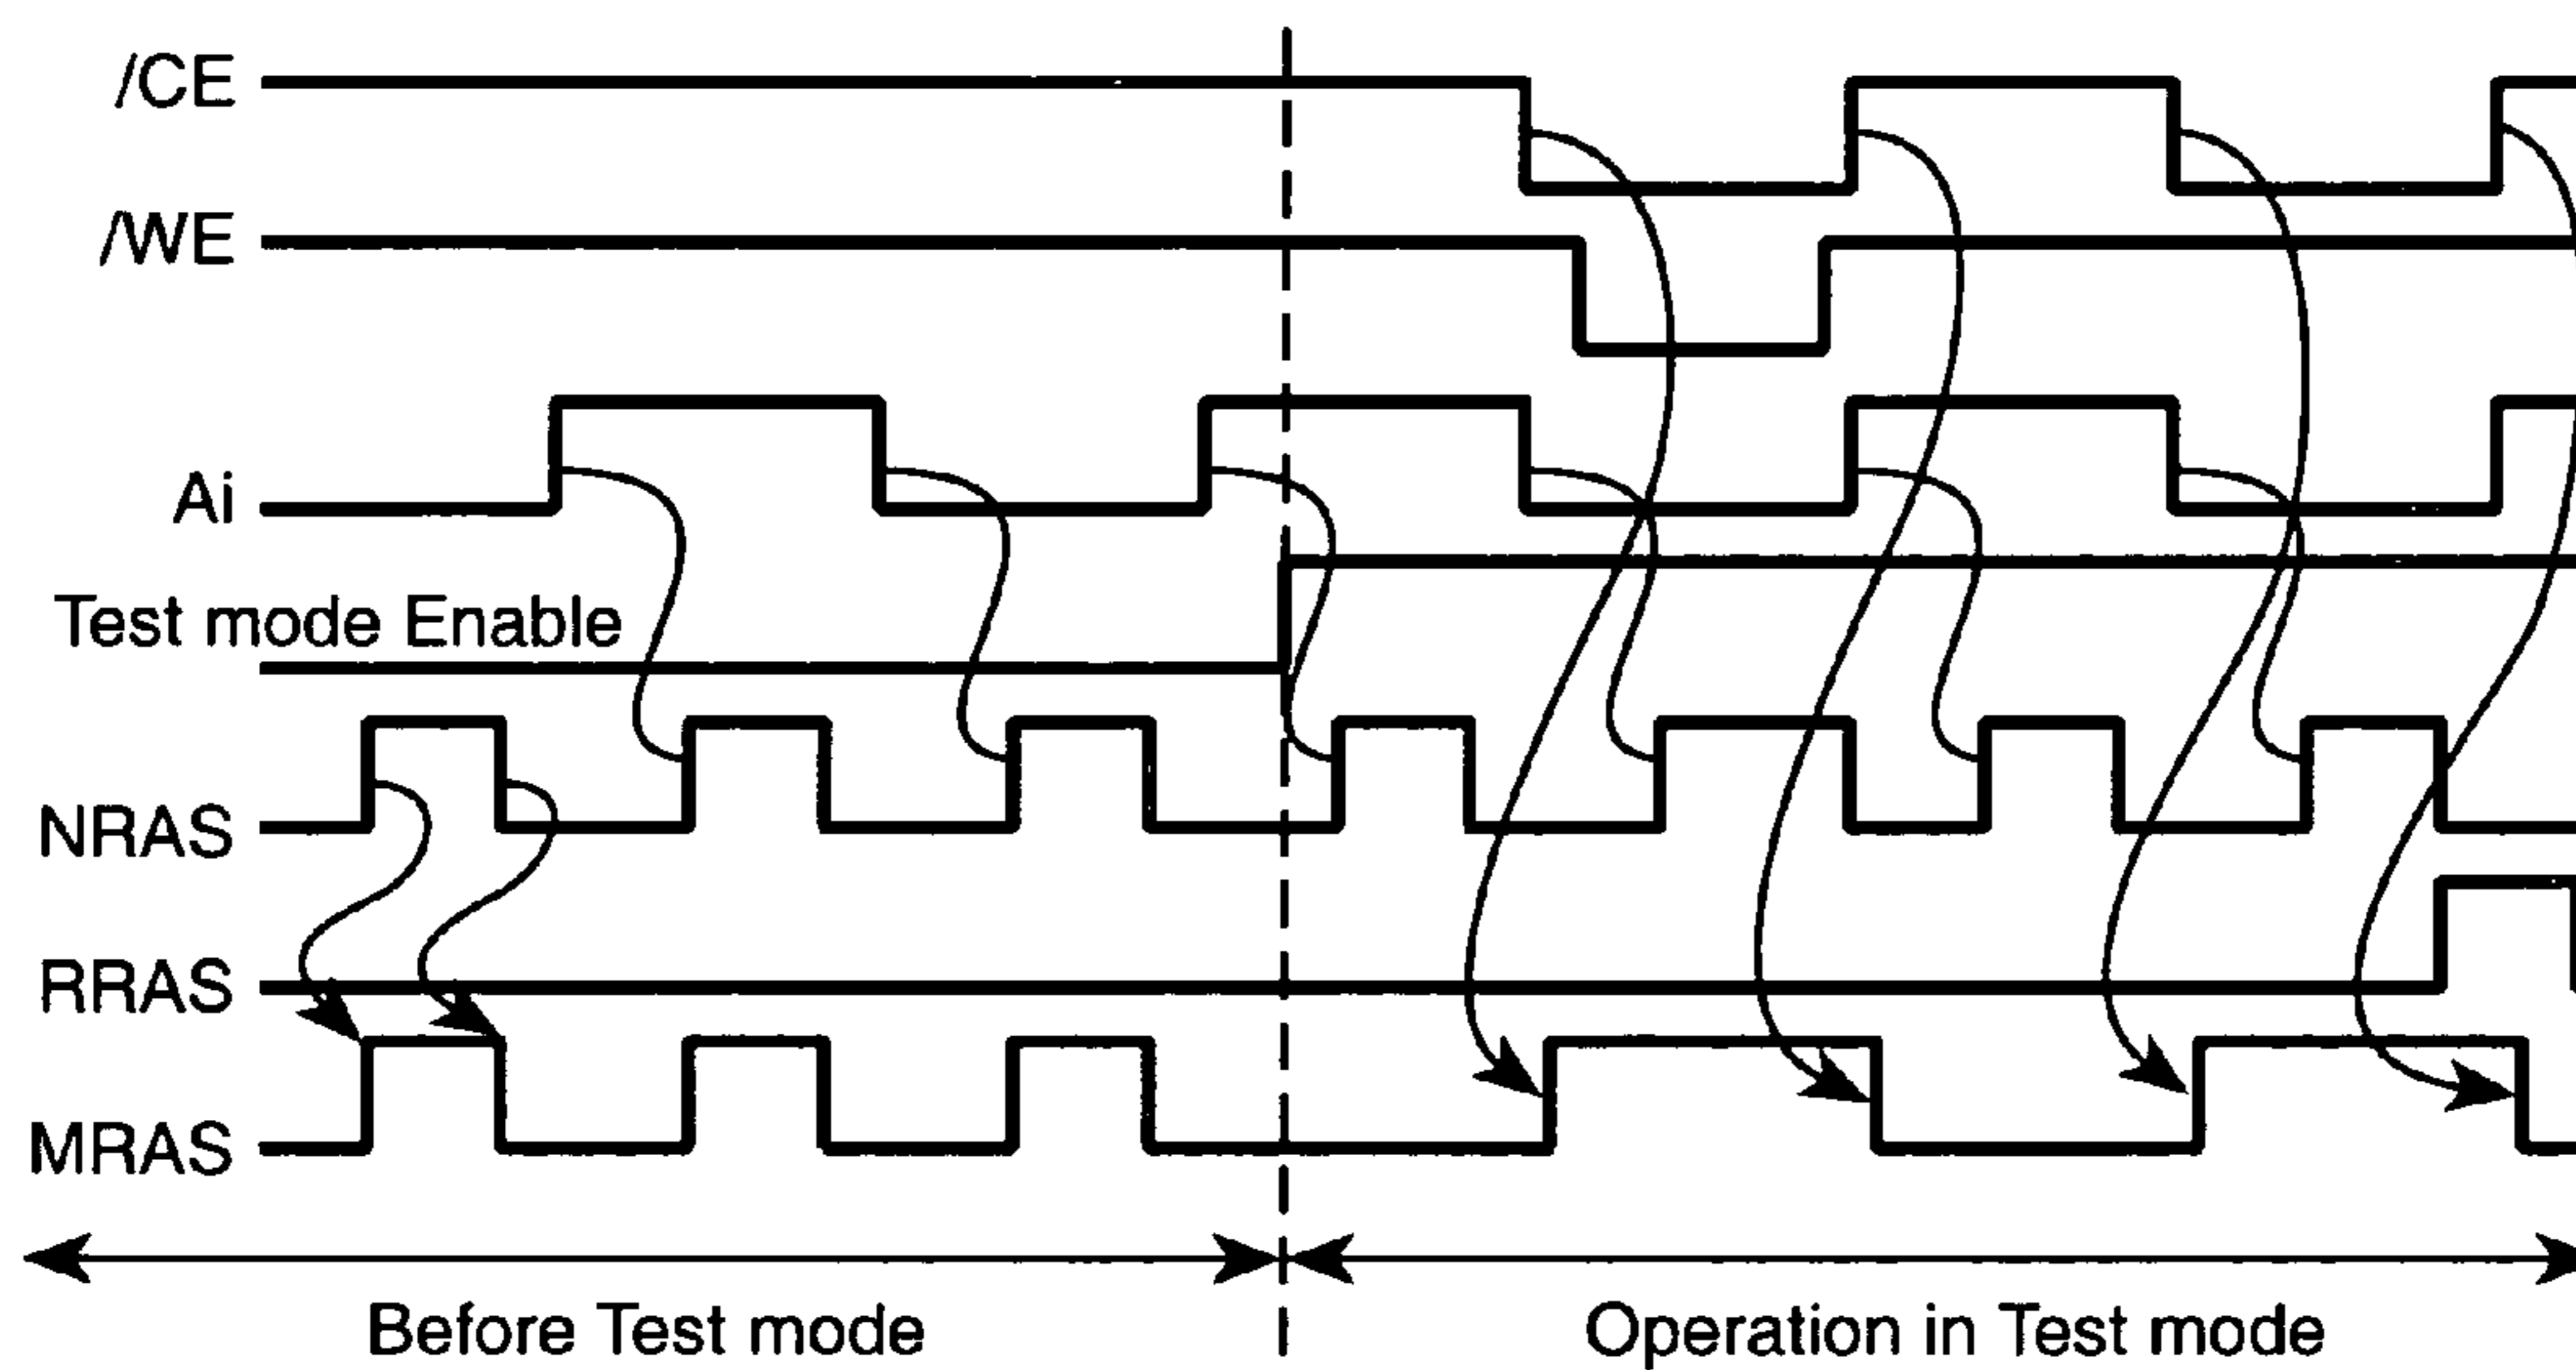 /CE
/WE
Ai
Test mode Enable
NRAS
RRAS
MRAS
Before Test mode
Operation in Test mode